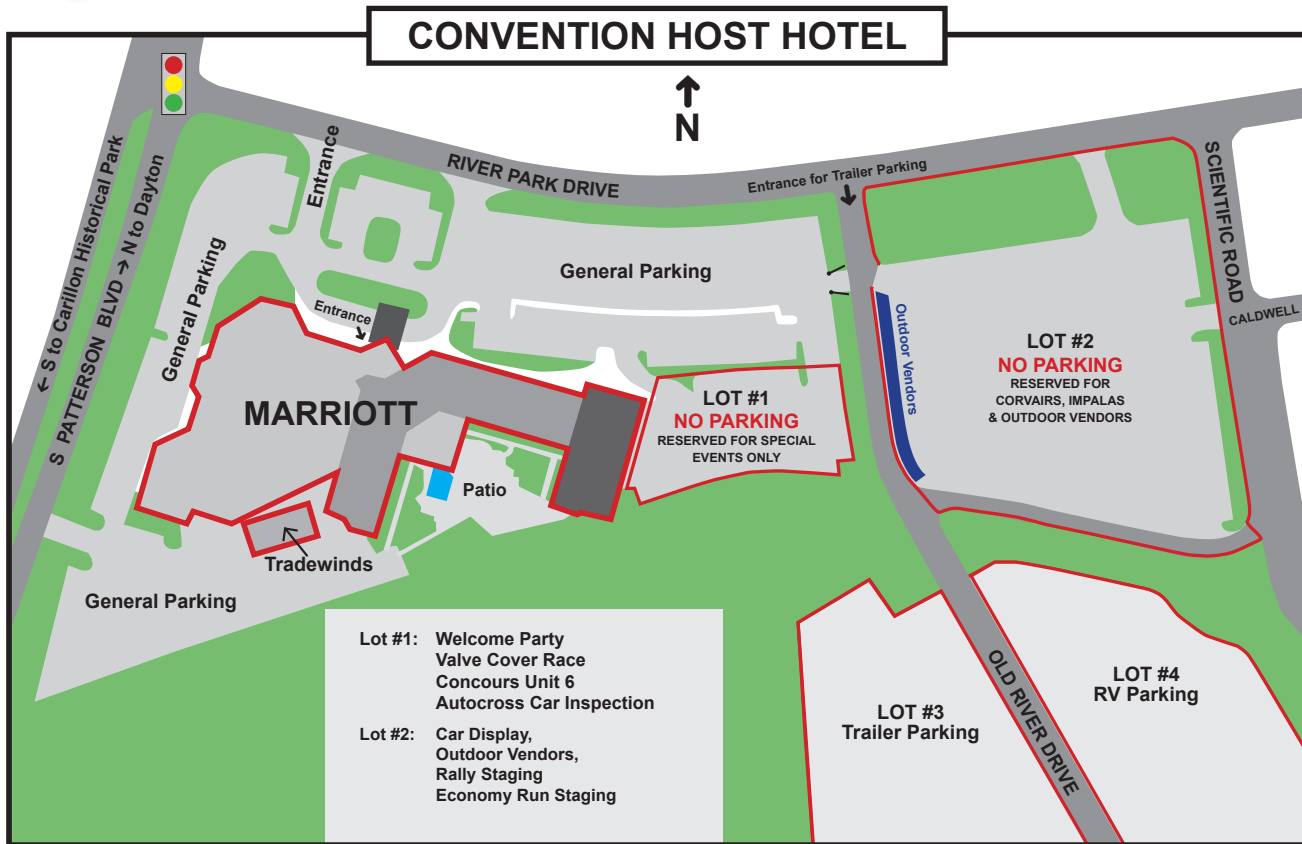 CONVENTION HOST HOTEL
N
← S to Carillon Historical Park
S PATTERSON BLVD → N to Dayton
Entrance
RIVER PARK DRIVE
Entrance for Trailer Parking
SCIENTIFIC ROAD
CALDWELL
General Parking
General Parking
Entrance
MARRIOTT
LOT #1
NO PARKING
RESERVED FOR SPECIAL
EVENTS ONLY
Outdoor Vendors
LOT #2
NO PARKING
RESERVED FOR
CORVAIRS, IMPALAS
& OUTDOOR VENDORS
Patio
Tradewinds
General Parking
Lot #1: Welcome Party
Valve Cover Race
Concours Unit 6
Autocross Car Inspection
Lot #2: Car Display,
Outdoor Vendors,
Rally Staging
Economy Run Staging
LOT #3
Trailer Parking
OLD RIVER DRIVE
LOT #4
RV Parking